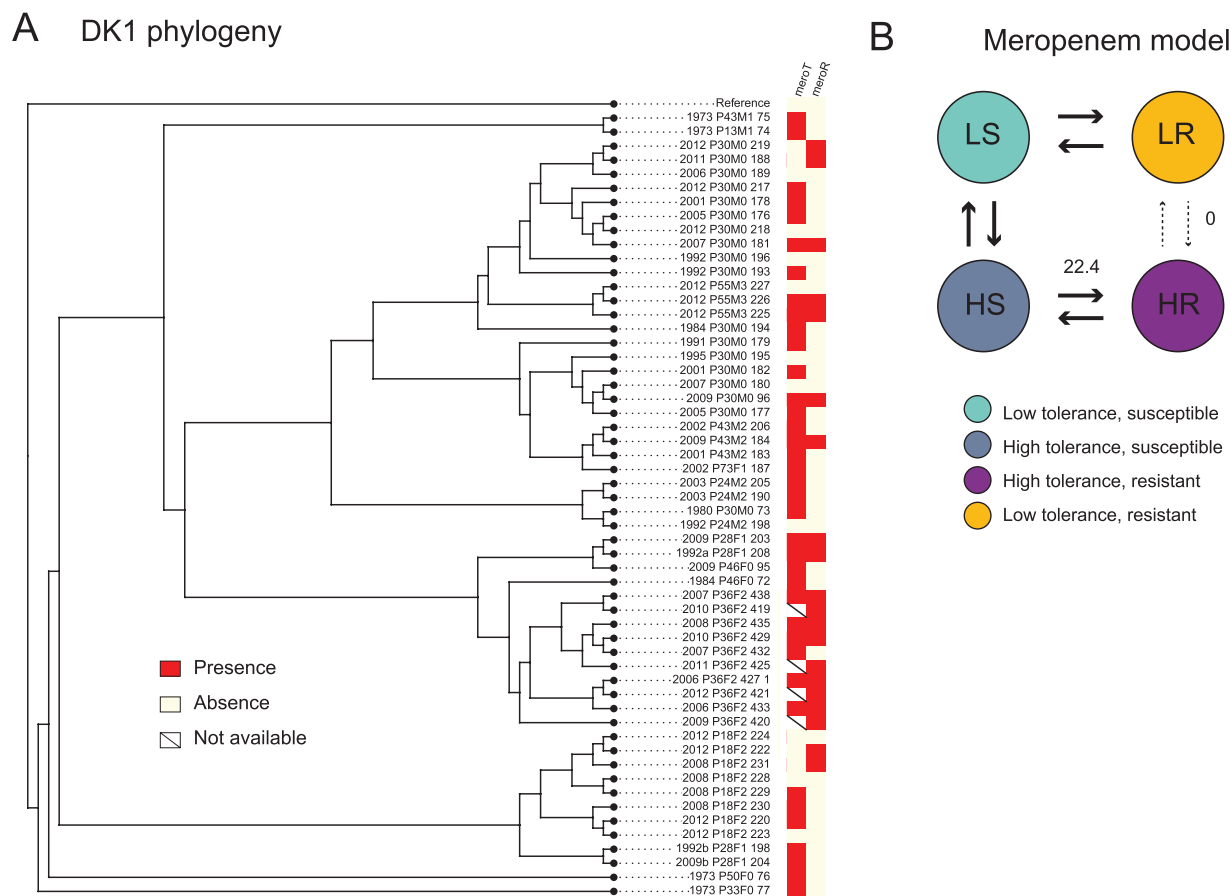 A DK1 phylogeny
meroT
meroR
Reference
1973 P43M1 75
1973 P13M1 74
2012 P30M0 219
2011 P30M0 188
2006 P30M0 189
2012 P30M0 217
2001 P30M0 178
2005 P30M0 176
2012 P30M0 218
2007 P30M0 181
1992 P30M0 196
1992 P30M0 193
2012 P55M3 227
2012 P55M3 226
2012 P55M3 225
1984 P30M0 194
1991 P30M0 179
1995 P30M0 195
2001 P30M0 182
2007 P30M0 180
2009 P30M0 96
2005 P30M0 177
2002 P43M2 206
2009 P43M2 184
2001 P43M2 183
2002 P73F1 187
2003 P24M2 205
2003 P24M2 190
1980 P30M0 73
1992 P24M2 198
2009 P28F1 203
1992a P28F1 208
2009 P46F0 95
1984 P46F0 72
2007 P36F2 438
2010 P36F2 419
2008 P36F2 435
2010 P36F2 429
2007 P36F2 432
2011 P36F2 425
2006 P36F2 427 1
2012 P36F2 421
2006 P36F2 433
2009 P36F2 420
2012 P18F2 224
2012 P18F2 222
2008 P18F2 231
2008 P18F2 228
2008 P18F2 229
2008 P18F2 230
2012 P18F2 220
2012 P18F2 223
1992b P28F1 198
2009b P28F1 204
1973 P50F0 76
1973 P33F0 77
Presence
Absence
Not available
B Meropenem model
LS LR
0
22.4
HS HR
Low tolerance, susceptible
High tolerance, susceptible
High tolerance, resistant
Low tolerance, resistant